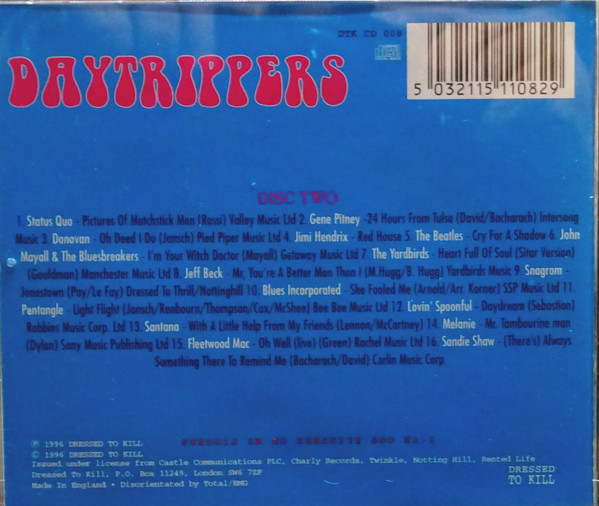 DTK CD 008
DAYTRIPPERS
5 032115 110829
DISC TWO
1. Status Quo - Pictures Of Matchstick Men (Rossi) Valley Music Ltd 2. Gene Pitney -24 Hours From Tulsa (David/Bacharach) Intersong
Music 3. Donovan - Oh Deed I Do (Jansch) Pied Piper Music Ltd 4. Jimi Hendrix - Red House 5. The Beatles - Cry For A Shadow 6. John
Mayall & The Bluesbreakers - I'm Your Witch Doctor (Mayall) Getaway Music Ltd 7. The Yardbirds - Heart Full Of Soul (Sitar Version)
(Gouldman) Manchester Music Ltd 8. Jeff Beck - Mr, You're A Better Man Than I (M.Hugg/B. Hugg) Yardbirds Music 9. Snagrom -
Jonestown (Pay/Le Fay) Dressed To Thrill/Nottinghill 10. Blues Incorporated - She Fooled Me (Arnold/Arr. Korner) SSP Music Ltd 11.
Pentangle - Light Flight (Jansch/Renbourn/Thompson/Cox/McShee) Bee Bee Music Ltd 12. Lovin' Spoonful - Daydream (Sebastian)
Robbins Music Corp. Ltd 13 Santana - With A Little Help From My Friends (Lennon/McCartney) 14 Melanie - Mr. Tambourine man
(Dylan) Sony Music Publishing Ltd 15. Fleetwood Mac - Oh Well (live) (Green) Rachel Music Ltd 16. Sandie Shaw - (There's) Always
Something There to Remind Me (Bacharach/David) Carlin Music Corp
℗ 1996 DRESSED TO KILL
© 1996 DRESSED TO KILL
Issued under license from Castle Communications PLC, Charly Records, Twinkle, Notting Hill, Rented Life
Dressed To Kill, P.O. Box 11249, London SW6 7ZF
Made In England • Disorientated by Total/BMG
DRESSED
TO KILL